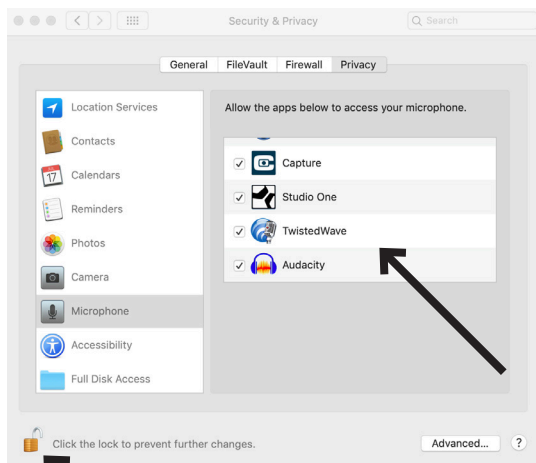 Security & Privacy
Search
General
FileVault
Firewall
Privacy
Location Services
Contacts
17
Calendars
Reminders
Photos
Camera
Microphone
Accessibility
Full Disk Access
Allow the apps below to access your microphone.
Capture
Studio One
TwistedWave
Audacity
Click the lock to prevent further changes.
Advanced...
?